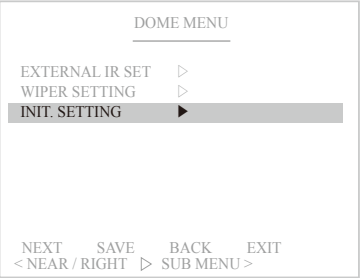 DOME MENU
EXTERNAL IR SET ▷
WIPER SETTING ▷
INIT. SETTING ▶
NEXT SAVE BACK EXIT
< NEAR / RIGHT ▷ SUB MENU >